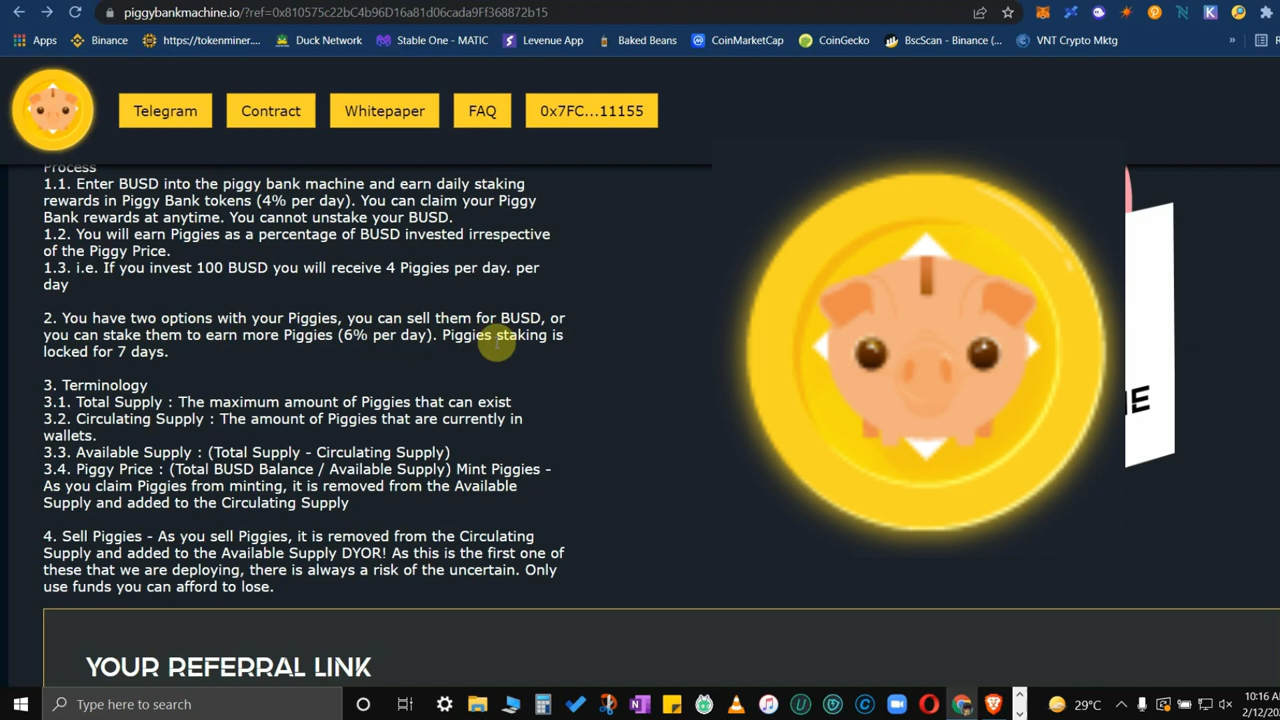 piggybankmachine.io/?ref=0x810575c22bC4b96D16a81d06cada9Ff368872b15
Apps Binance https://tokenminer.... Duck Network Stable One - MATIC Levenue App Baked Beans CoinMarketCap CoinGecko BscScan - Binance (... VNT Crypto Mktg »
Telegram Contract Whitepaper FAQ 0x7FC...11155
Process
1.1. Enter BUSD into the piggy bank machine and earn daily staking
rewards in Piggy Bank tokens (4% per day). You can claim your Piggy
Bank rewards at anytime. You cannot unstake your BUSD.
1.2. You will earn Piggies as a percentage of BUSD invested irrespective
of the Piggy Price.
1.3. i.e. If you invest 100 BUSD you will receive 4 Piggies per day. per
day
2. You have two options with your Piggies, you can sell them for BUSD, or
you can stake them to earn more Piggies (6% per day). Piggies staking is
locked for 7 days.
3. Terminology
3.1. Total Supply : The maximum amount of Piggies that can exist
3.2. Circulating Supply : The amount of Piggies that are currently in
wallets.
3.3. Available Supply : (Total Supply - Circulating Supply)
3.4. Piggy Price : (Total BUSD Balance / Available Supply) Mint Piggies -
As you claim Piggies from minting, it is removed from the Available
Supply and added to the Circulating Supply
4. Sell Piggies - As you sell Piggies, it is removed from the Circulating
Supply and added to the Available Supply DYOR! As this is the first one of
these that we are deploying, there is always a risk of the uncertain. Only
use funds you can afford to lose.
YOUR REFERRAL LINK
Type here to search
29°C
10:16 A
2/12/20